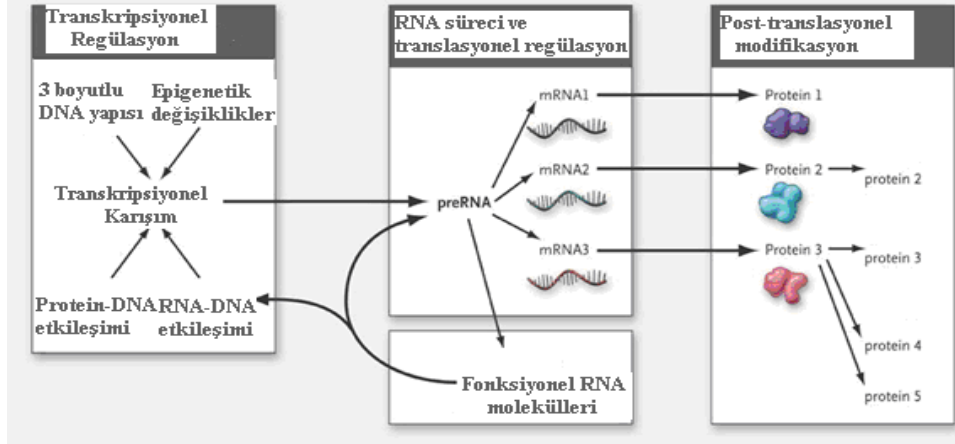 Transkripsiyonel
Regülasyon
3 boyutlu
DNA yapısı
Epigenetik
değişiklikler
Transkripsiyonel
Karışım
Protein-DNA
etkileşimi
RNA-DNA
etkileşimi
RNA süreci ve
translasyonel regülasyon
preRNA
mRNA1
mRNA2
mRNA3
Fonksiyonel RNA
molekülleri
Post-translasyonel
modifikasyon
Protein 1
Protein 2
protein 2
Protein 3
protein 3
protein 4
protein 5